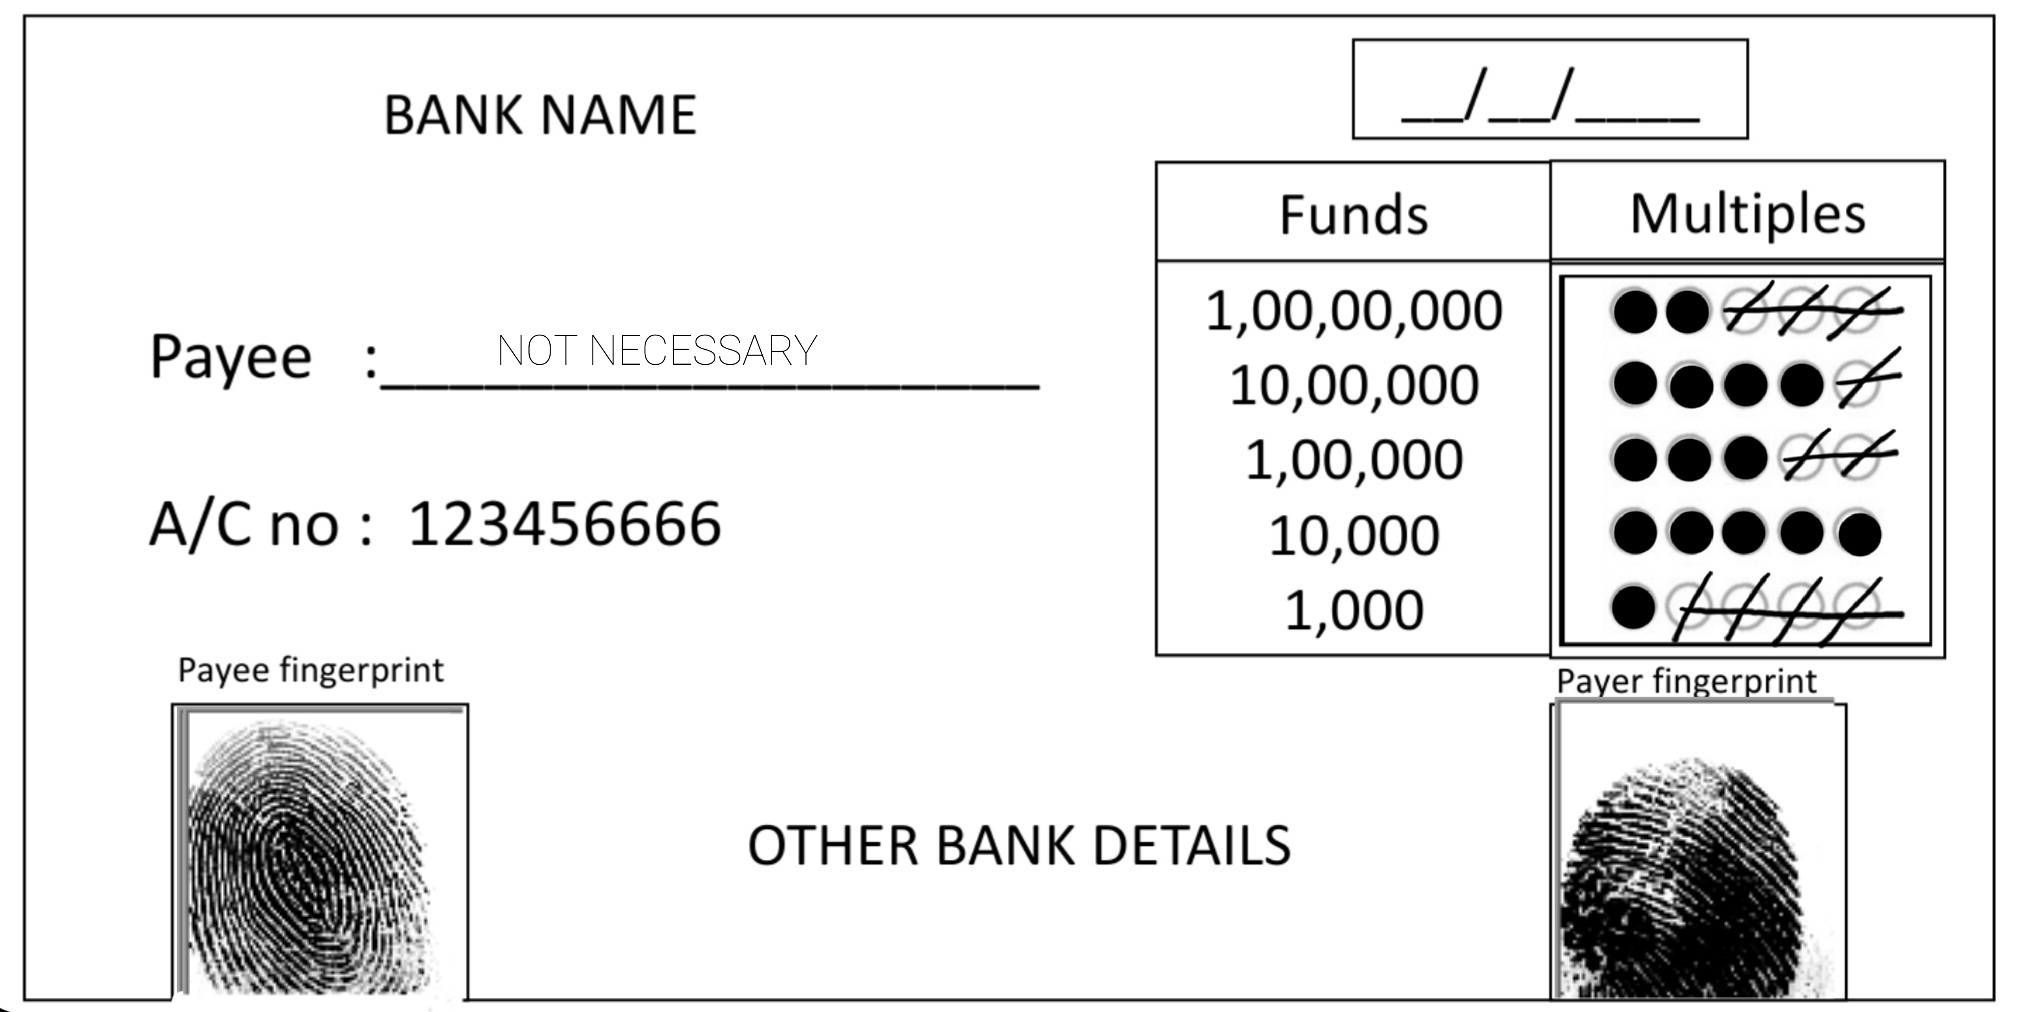 __/__/____
BANK NAME
Funds Multiples
1,00,00,000
10,00,000
1,00,000
10,000
1,000
Payee :___________________ NOT NECESSARY
A/C no : 123456666
Payee fingerprint
Payer fingerprint
OTHER BANK DETAILS